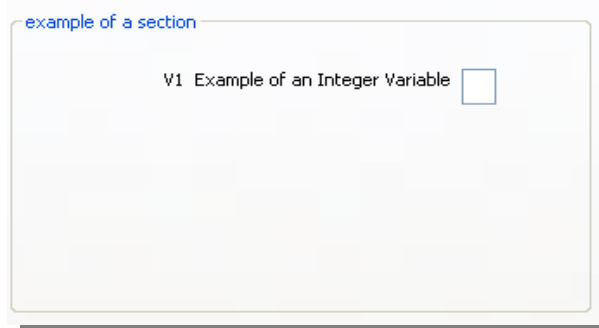 example of a section
V1 Example of an Integer Variable